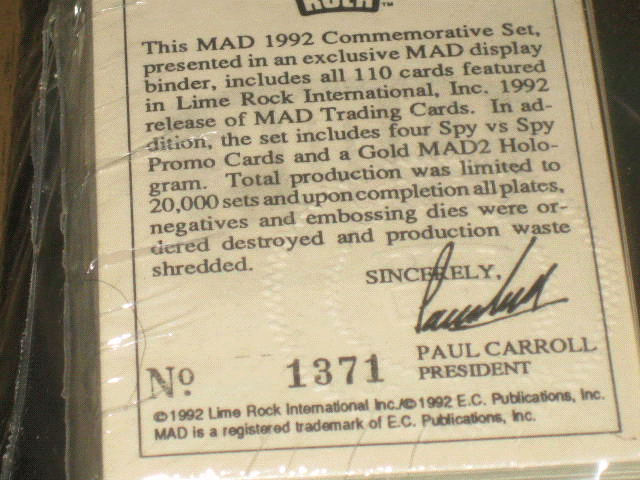 ROCK™
This MAD 1992 Commemorative Set,
presented in an exclusive MAD display
binder, includes all 110 cards featured
in Lime Rock International, Inc. 1992
release of MAD Trading Cards. In ad-
dition, the set includes four Spy vs Spy
Promo Cards and a Gold MAD2 Holo-
gram. Total production was limited to
20,000 sets and upon completion all plates,
negatives and embossing dies were or-
dered destroyed and production waste
shredded.
SINCERELY,
PAUL CARROLL
PRESIDENT
No. 1371
©1992 Lime Rock International Inc./©1992 E.C. Publications, Inc.
MAD is a registered trademark of E.C. Publications, Inc.